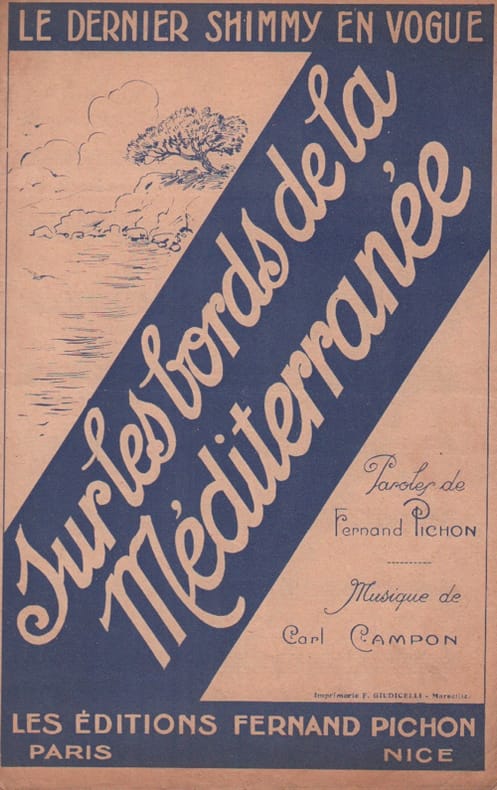 LE DERNIER SHIMMY EN VOGUE
Sur les bords de la
Méditerranée
Paroles de
Fernand PICHON
Musique de
Carl CAMPON
Imprimerie F. GIUDICELLI - Marseille.
LES ÉDITIONS FERNAND PICHON
PARIS NICE